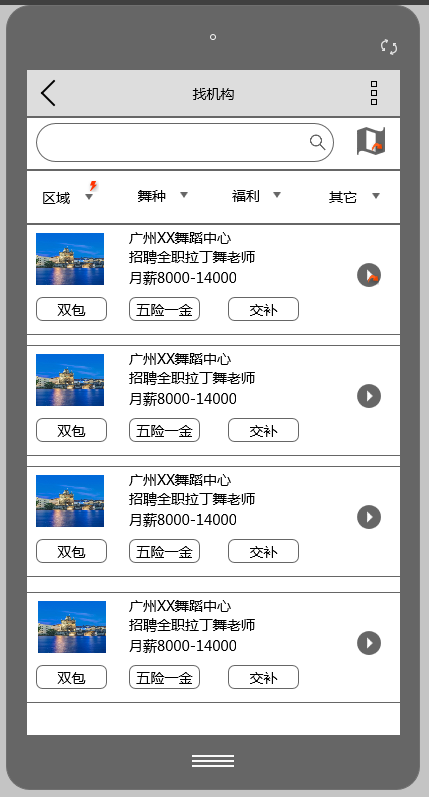 找机构
区域 舞种 福利 其它
广州XX舞蹈中心
招聘全职拉丁舞老师
月薪8000-14000
双包 五险一金 交补
广州XX舞蹈中心
招聘全职拉丁舞老师
月薪8000-14000
双包 五险一金 交补
广州XX舞蹈中心
招聘全职拉丁舞老师
月薪8000-14000
双包 五险一金 交补
广州XX舞蹈中心
招聘全职拉丁舞老师
月薪8000-14000
双包 五险一金 交补